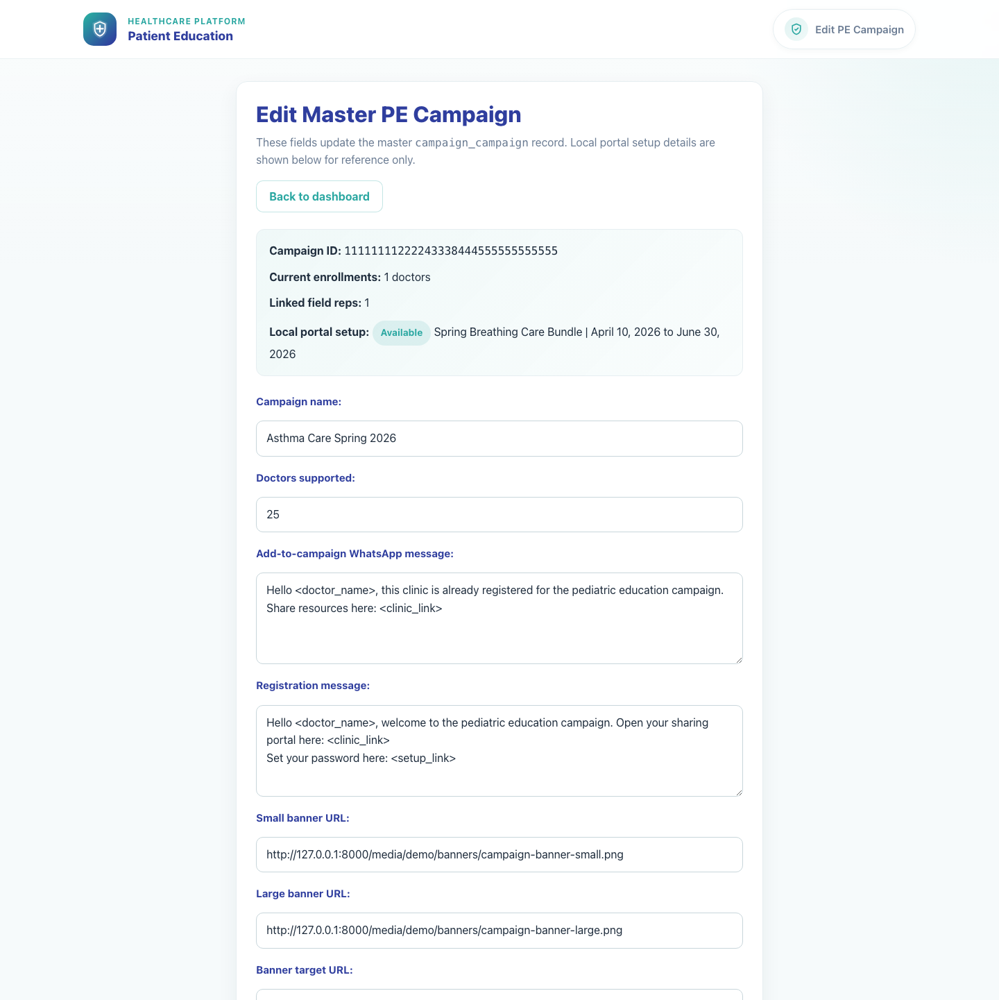 HEALTHCARE PLATFORM
Patient Education
Edit PE Campaign
Edit Master PE Campaign
These fields update the master campaign_campaign record. Local portal setup details are
shown below for reference only.
Back to dashboard
Campaign ID: 11111111222243338444555555555555
Current enrollments: 1 doctors
Linked field reps: 1
Local portal setup: Available Spring Breathing Care Bundle | April 10, 2026 to June 30,
2026
Campaign name:
Asthma Care Spring 2026
Doctors supported:
25
Add-to-campaign WhatsApp message:
Hello <doctor_name>, this clinic is already registered for the pediatric education campaign.
Share resources here: <clinic_link>
Registration message:
Hello <doctor_name>, welcome to the pediatric education campaign. Open your sharing
portal here: <clinic_link>
Set your password here: <setup_link>
Small banner URL:
http://127.0.0.1:8000/media/demo/banners/campaign-banner-small.png
Large banner URL:
http://127.0.0.1:8000/media/demo/banners/campaign-banner-large.png
Banner target URL: